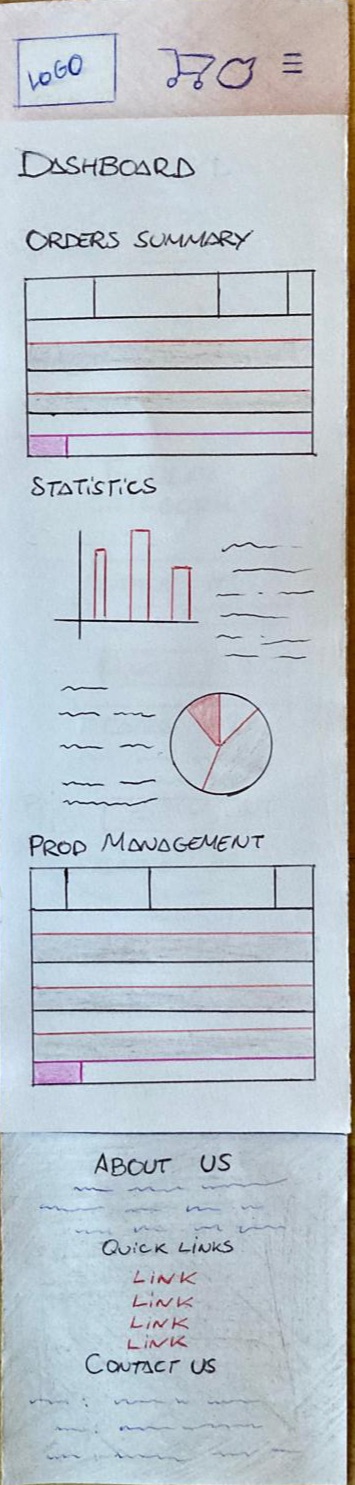 LOGO
DASHBOARD
ORDERS SUMMARY
STATISTICS
PROD MANAGEMENT
ABOUT US
QUICK LINKS
LINK
LINK
LINK
LINK
CONTACT US